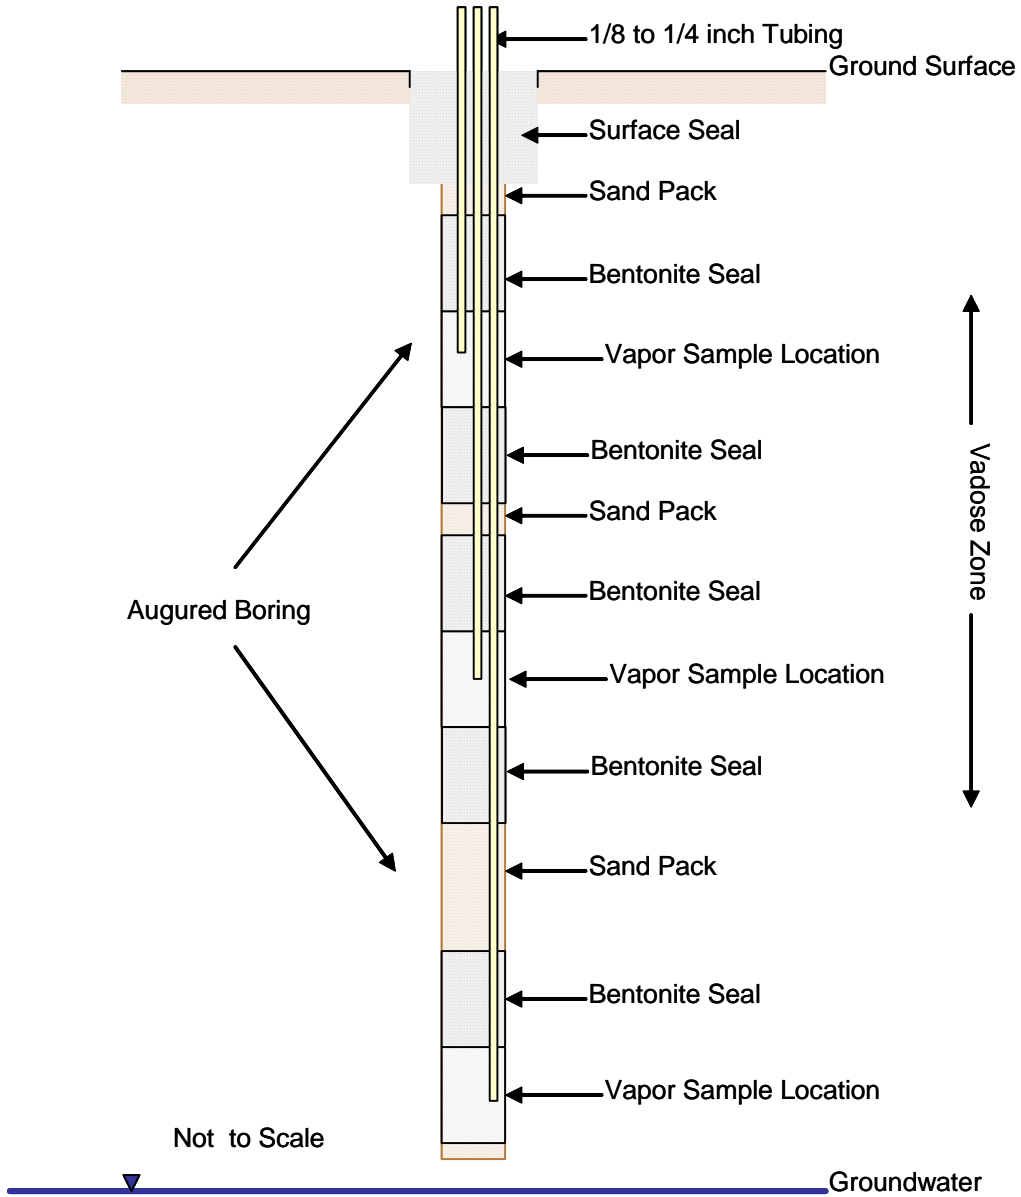 1/8 to 1/4 inch Tubing
Ground Surface
Surface Seal
Sand Pack
Bentonite Seal
Vapor Sample Location
Bentonite Seal
Vadose Zone
Sand Pack
Bentonite Seal
Augured Boring
Vapor Sample Location
Bentonite Seal
Sand Pack
Bentonite Seal
Vapor Sample Location
Not to Scale
Groundwater